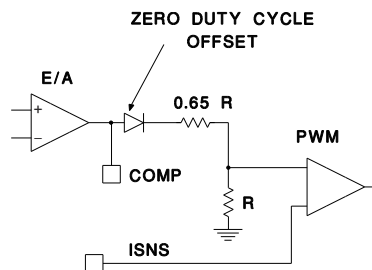 ZERO DUTY CYCLE
OFFSET
E/A
+
−
0.65 R
PWM
COMP
R
ISNS